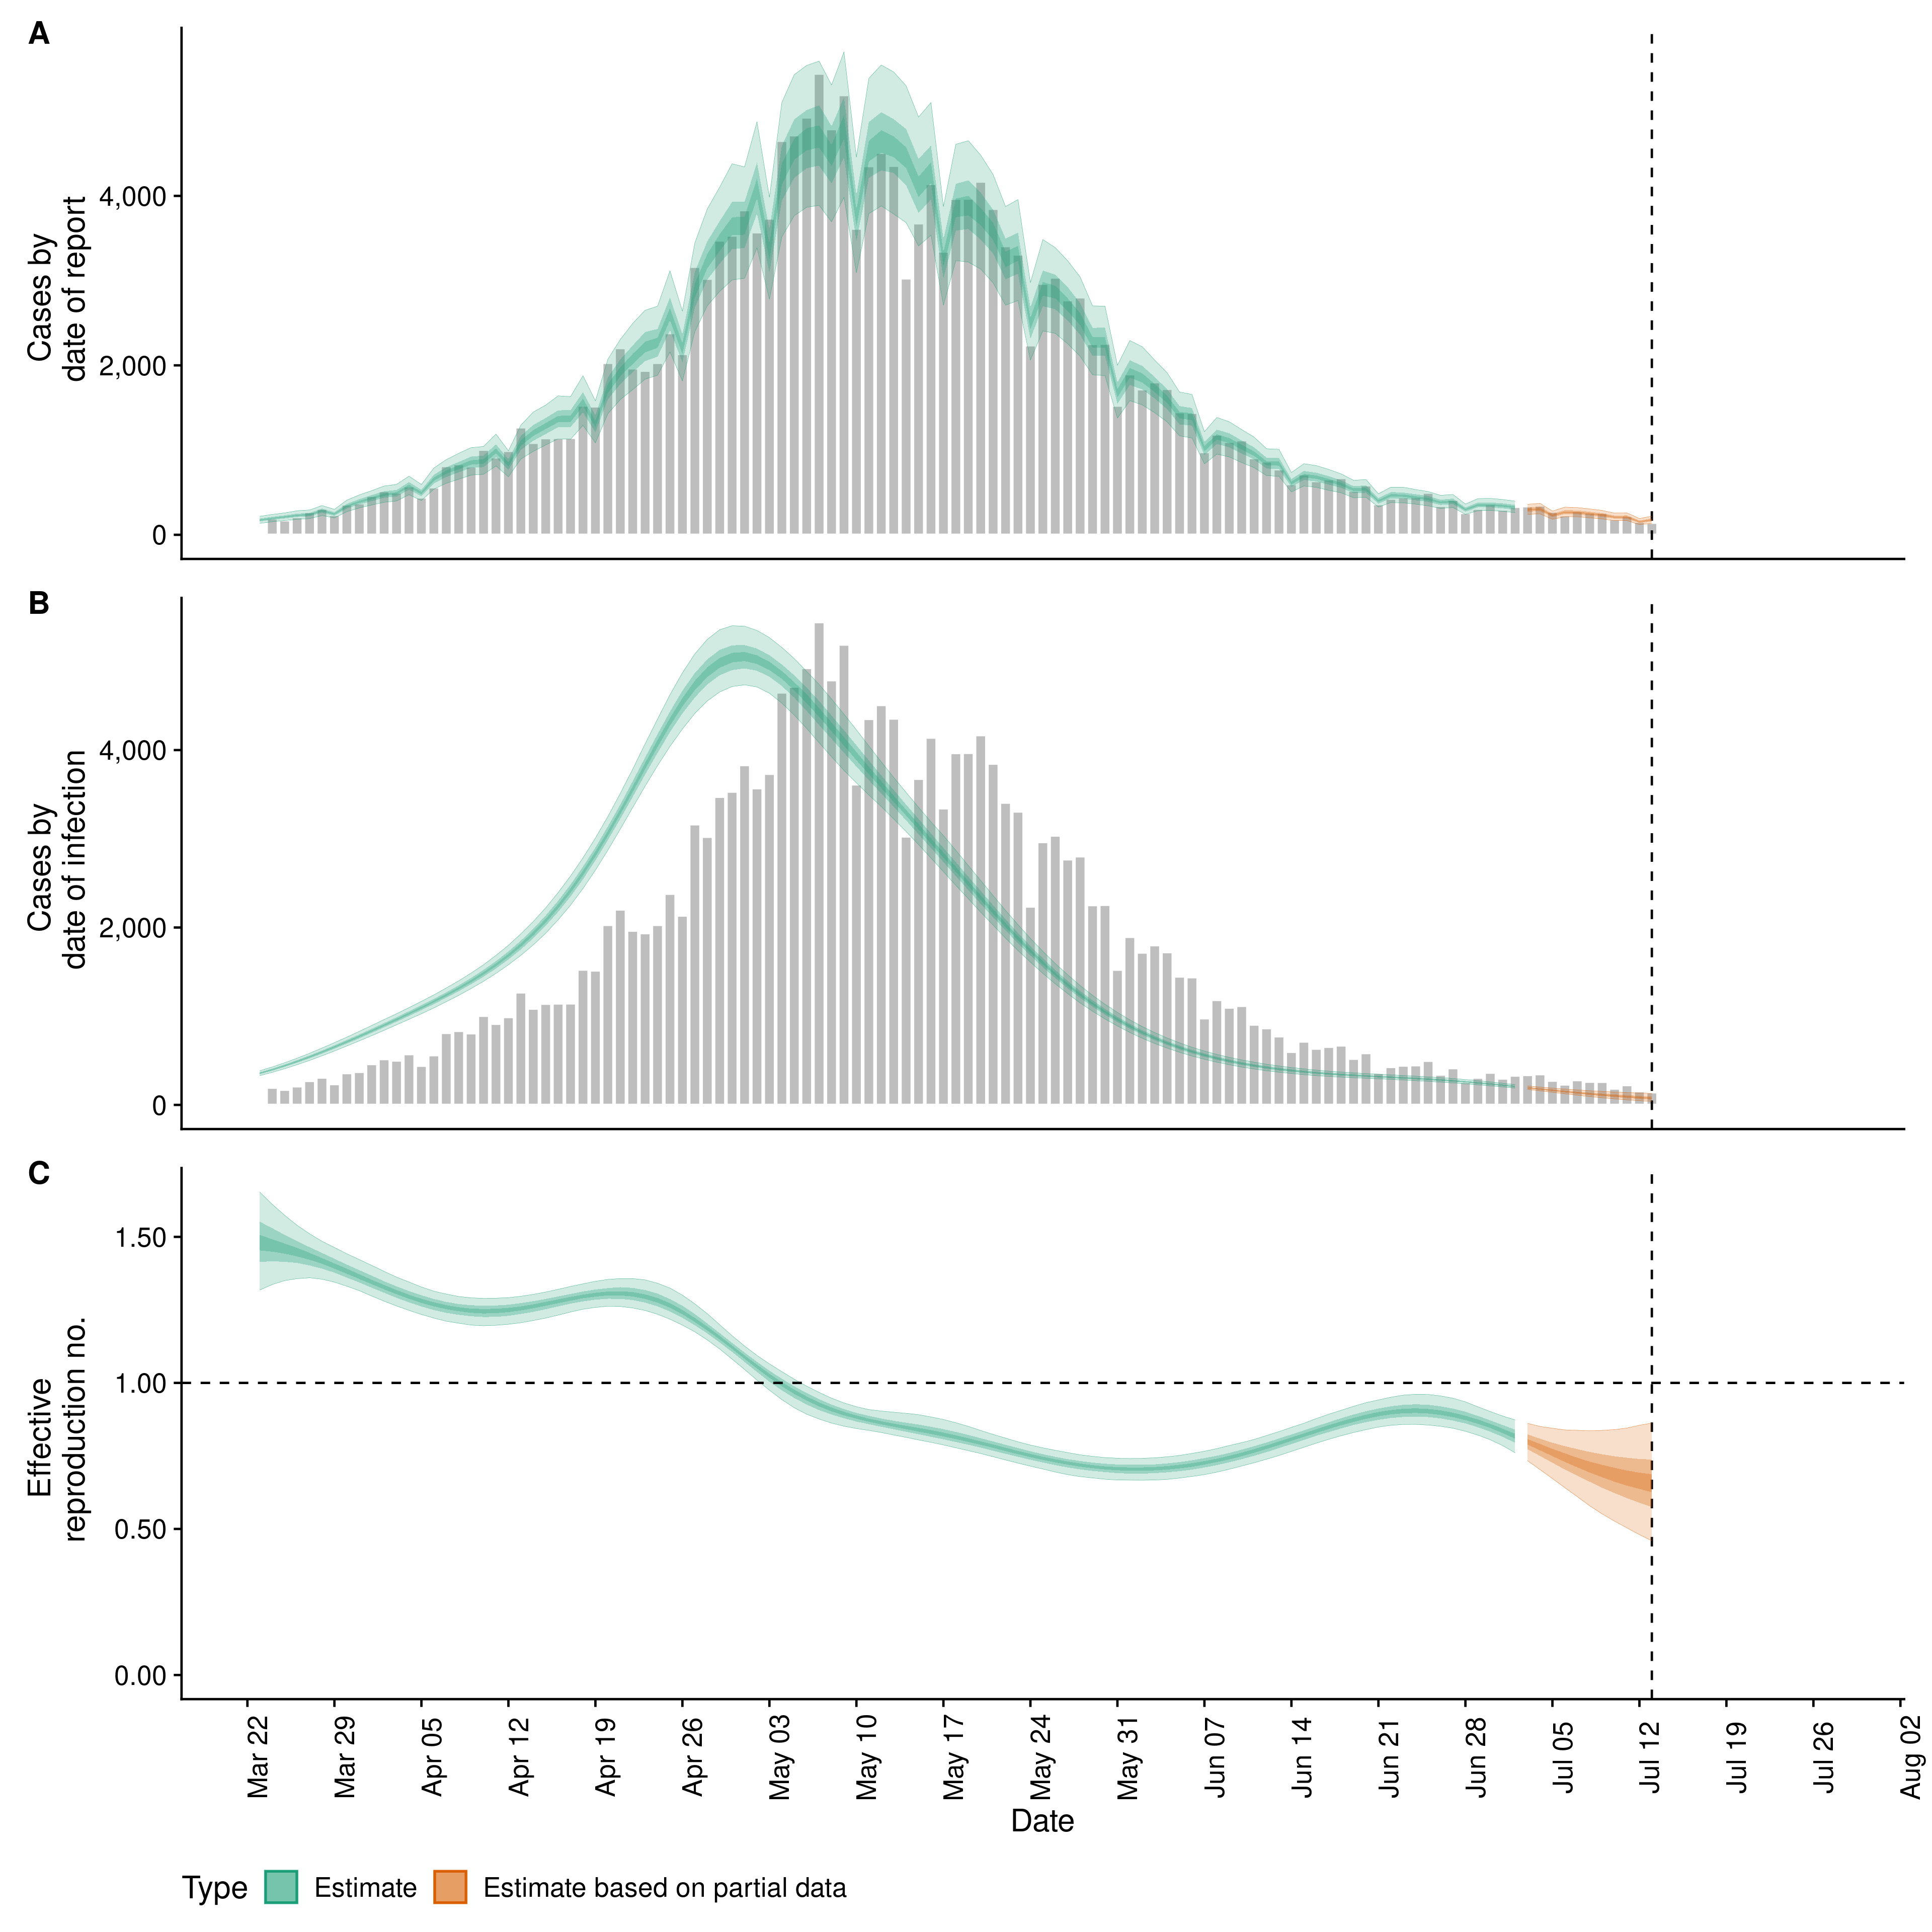 A
Cases by
date of report
4,000
2,000
0
B
Cases by
date of infection
4,000
2,000
0
C
Effective
reproduction no.
1.50
1.00
0.50
0.00
Mar 22
Mar 29
Apr 05
Apr 12
Apr 19
Apr 26
May 03
May 10
May 17
May 24
May 31
Jun 07
Jun 14
Jun 21
Jun 28
Jul 05
Jul 12
Jul 19
Jul 26
Aug 02
Date
Type Estimate Estimate based on partial data